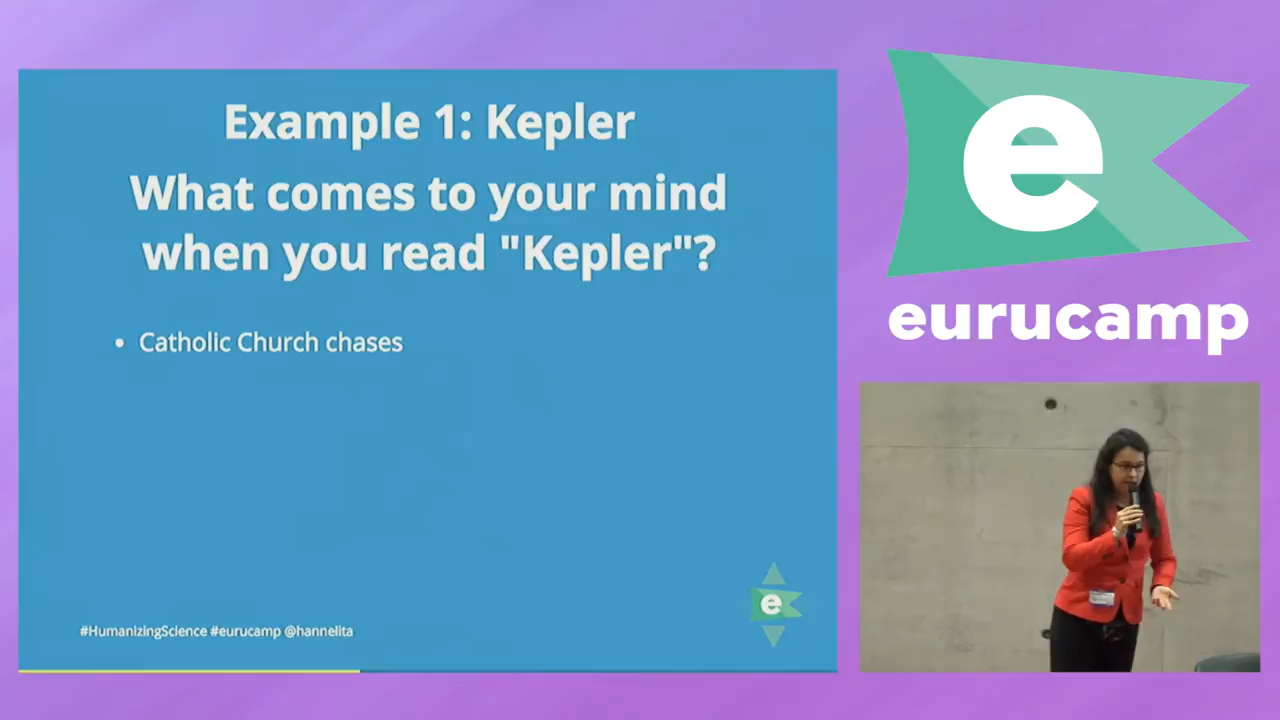 Example 1: Kepler
What comes to your mind
when you read "Kepler"?
• Catholic Church chases
#HumanizingScience #eurucamp @hannelita
e
e
eurucamp